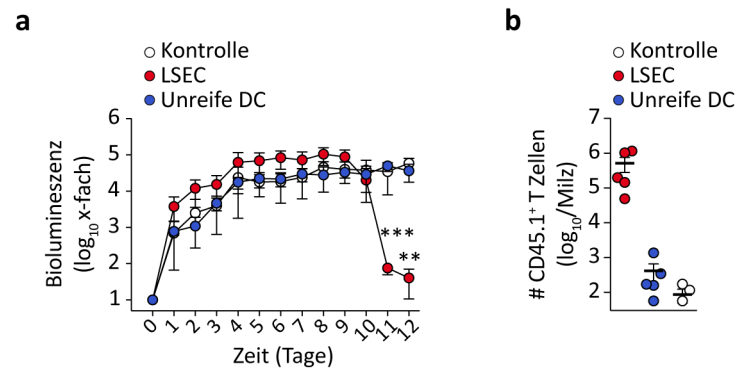 a
Kontrolle
LSEC
Unreife DC
Biolumineszenz
(log10 x-fach)
6
5
4
3
2
1
***
**
0 1 2 3 4 5 6 7 8 9 10 11 12
Zeit (Tage)
b
Kontrolle
LSEC
Unreife DC
# CD45.1+ T Zellen
(log10/Milz)
7
6
5
4
3
2